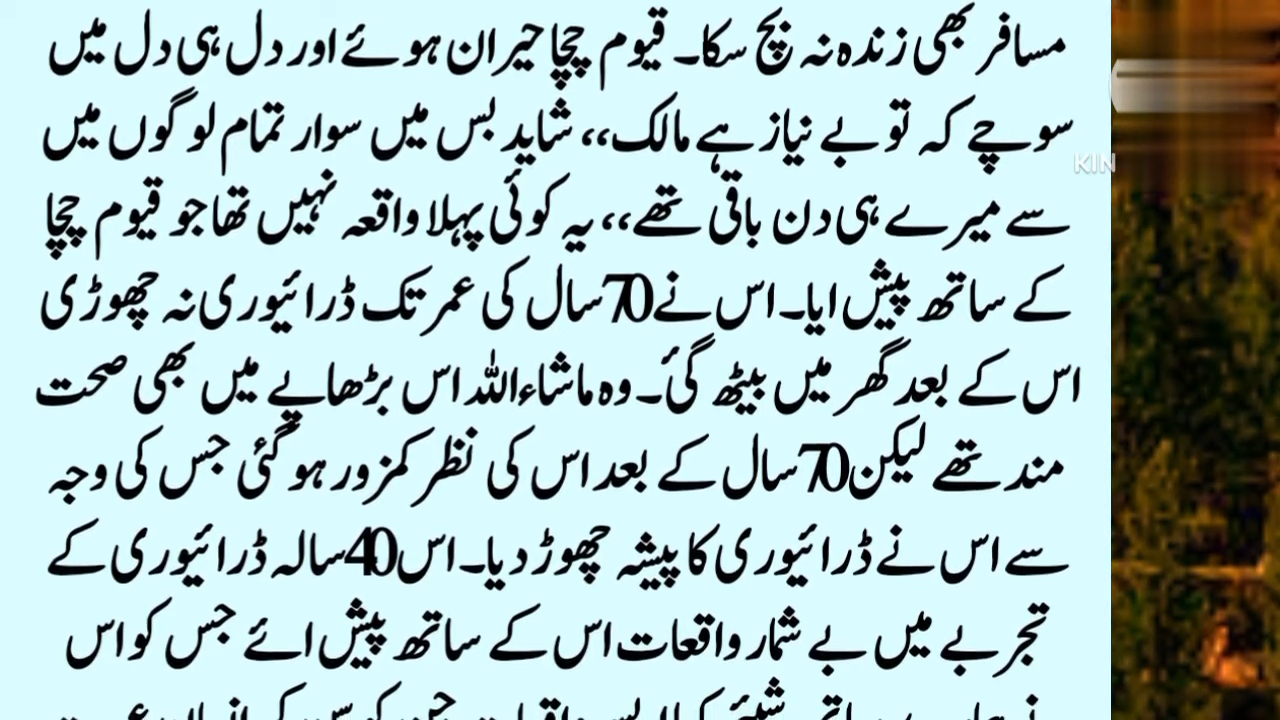 مسافر بھی زندہ نہ بچ سکا۔ قیوم چچا حیران ہوئے اور دل ہی دل میں
سوچے کہ تو بے نیاز ہے مالک،، شاید بس میں سوار تمام لوگوں میں
سے میرے ہی دن باقی تھے،، یہ کوئی پہلا واقعہ نہیں تھا جو قیوم چچا
کے ساتھ پیش ایا۔ اس نے 70 سال کی عمر تک ڈرائیوری نہ چھوڑی
اس کے بعد گھر میں بیٹھ گئ۔ وہ ماشاءاللہ اس بڑھاپے میں بھی صحت
مند تھے لیکن 70 سال کے بعد اس کی نظر کمزور ہو گئی جس کی وجہ
سے اس نے ڈرائیوری کا پیشہ چھوڑ دیا۔ اس 40 سالہ ڈرائیوری کے
تجربے میں بے شمار واقعات اس کے ساتھ پیش ائے جس کو اس
KIN